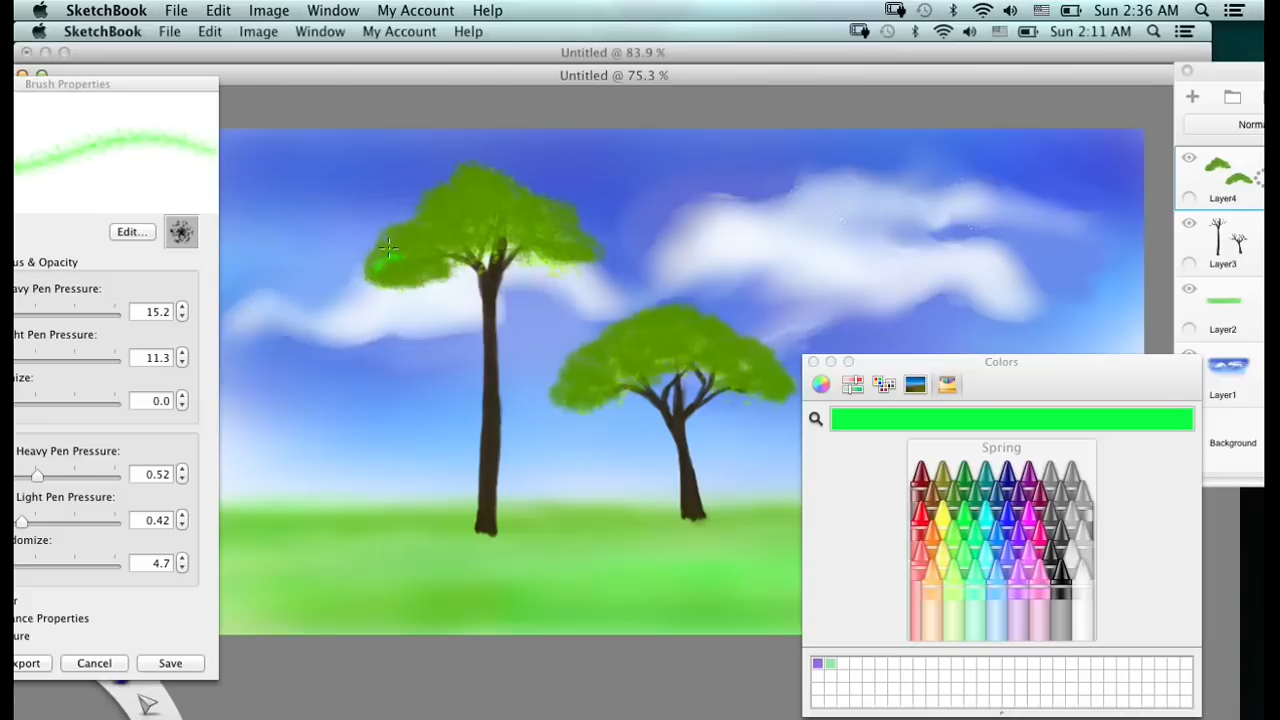 SketchBook File Edit Image Window My Account Help Sun 2:36 AM
SketchBook File Edit Image Window My Account Help Sun 2:11 AM
Untitled @ 83.9 %
Untitled @ 75.3 %
Brush Properties
Edit...
us & Opacity
avy Pen Pressure:
15.2
ht Pen Pressure:
11.3
mize:
0.0
Heavy Pen Pressure:
0.52
Light Pen Pressure:
0.42
domize:
4.7
r
ance Properties
ure
xport Cancel Save
Norma
Layer4
Layer3
Layer2
Layer1
Background
Colors
Spring